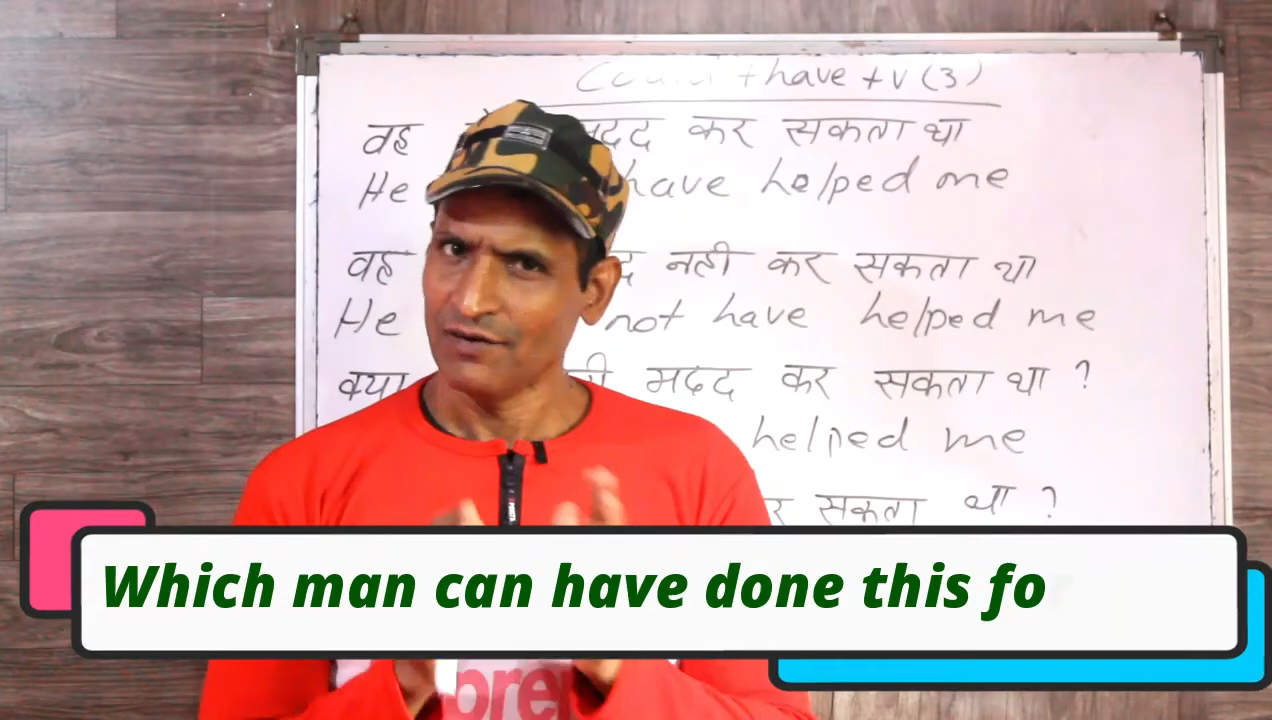 Could + have + v (3)
वह मदद कर सकता था
He have helped me
वह नही कर सकता था
He not have helped me
क्या मदद कर सकता था ?
helped me
सकता था ?
Which man can have done this fo